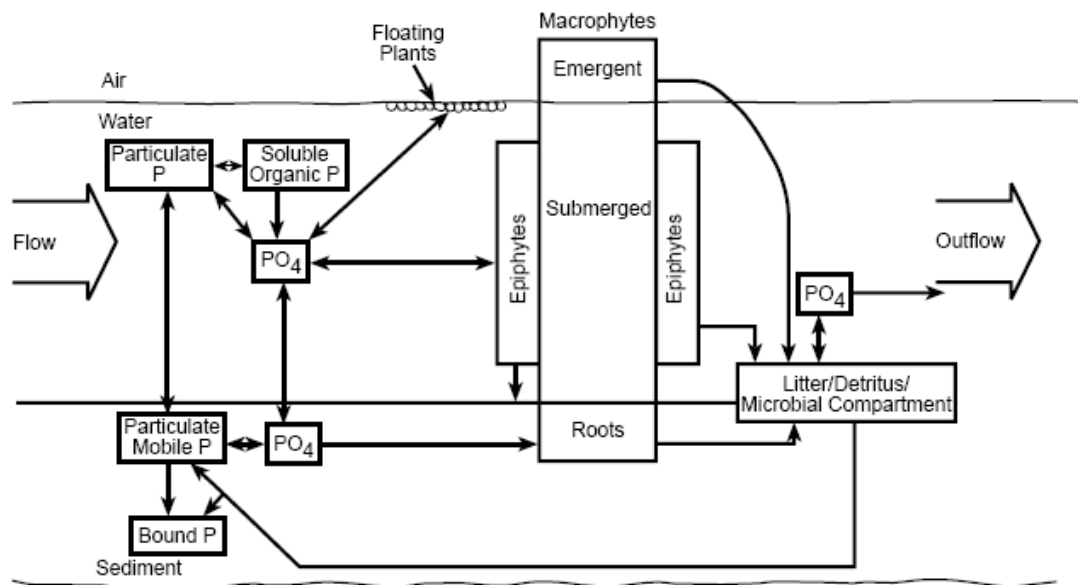 Macrophytes
Floating
Plants
Emergent
Air
Water
Particulate
P
Soluble
Organic P
Submerged
Flow
PO4
Epiphytes
Epiphytes
Outflow
PO4
Litter/Detritus/
Microbial Compartment
Particulate
Mobile P
PO4
Roots
Bound P
Sediment